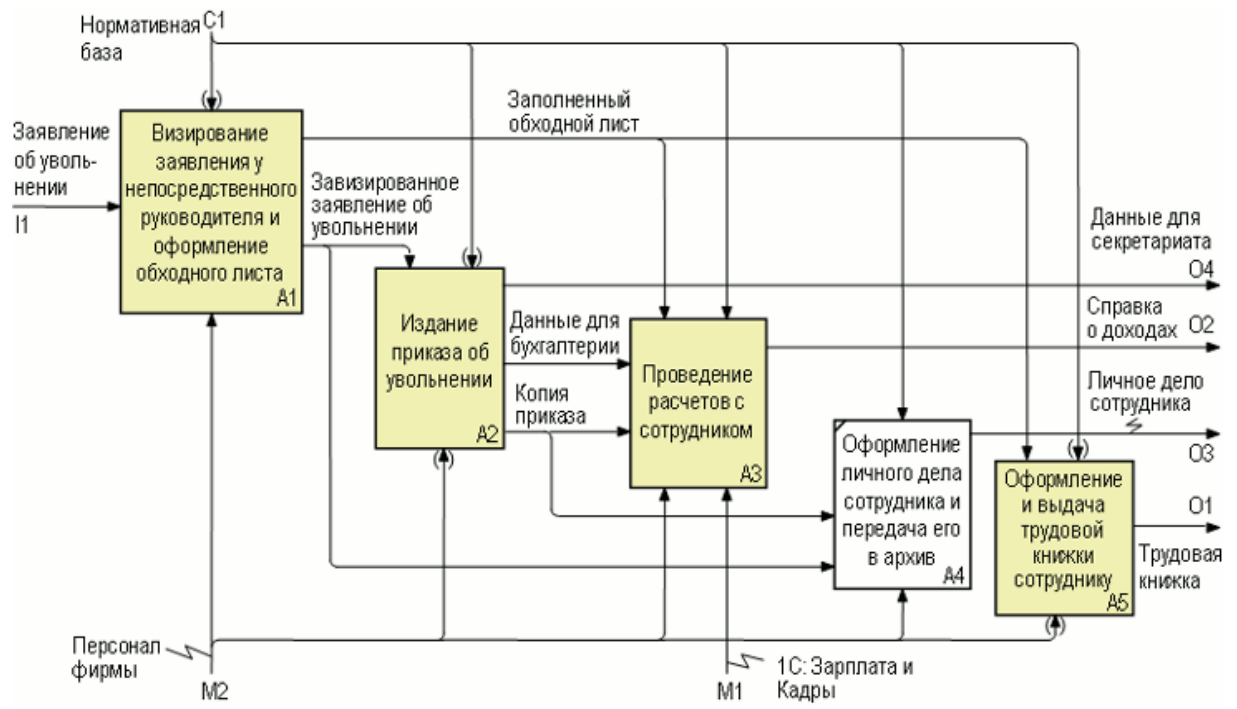 Нормативная
база
C1
Заявление
об уволь-
нении
I1
Визирование
заявления у
непосредственного
руководителя и
оформление
обходного листа
A1
Завизированное
заявление об
увольнении
Заполненный
обходной лист
Издание
приказа об
увольнении
A2
Данные для
бухгалтерии
Копия
приказа
Проведение
расчетов с
сотрудником
A3
Оформление
личного дела
сотрудника и
передача его
в архив
A4
Оформление
и выдача
трудовой
книжки
сотруднику
A5
Данные для
секретариата
O4
Справка
о доходах
O2
Личное дело
сотрудника
O3
O1
Трудовая
книжка
Персонал
фирмы
M2
M1
1С: Зарплата и
Кадры